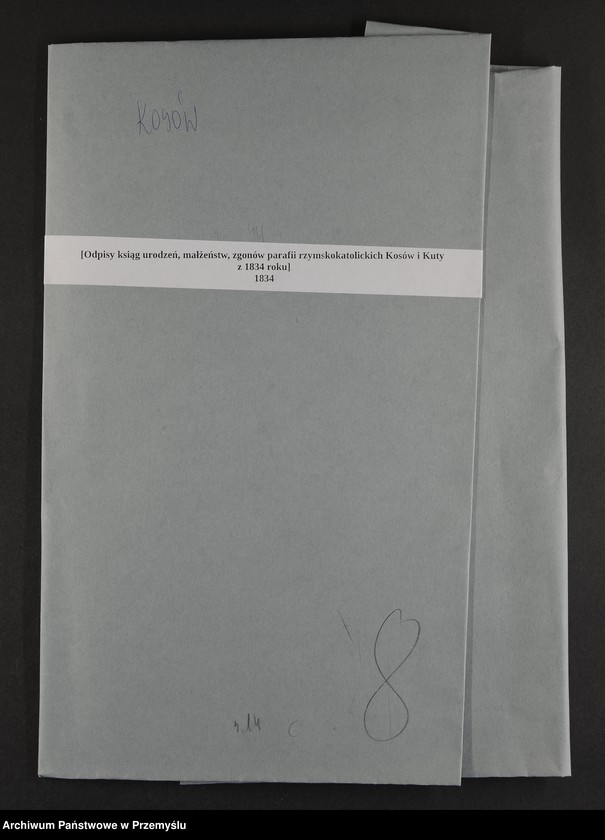 Kosów
[Odpisy ksiąg urodzeń, małżeństw, zgonów parafii rzymskokatolickich Kosów i Kuty
z 1834 roku]
1834
8
Archiwum Państwowe w Przemyślu